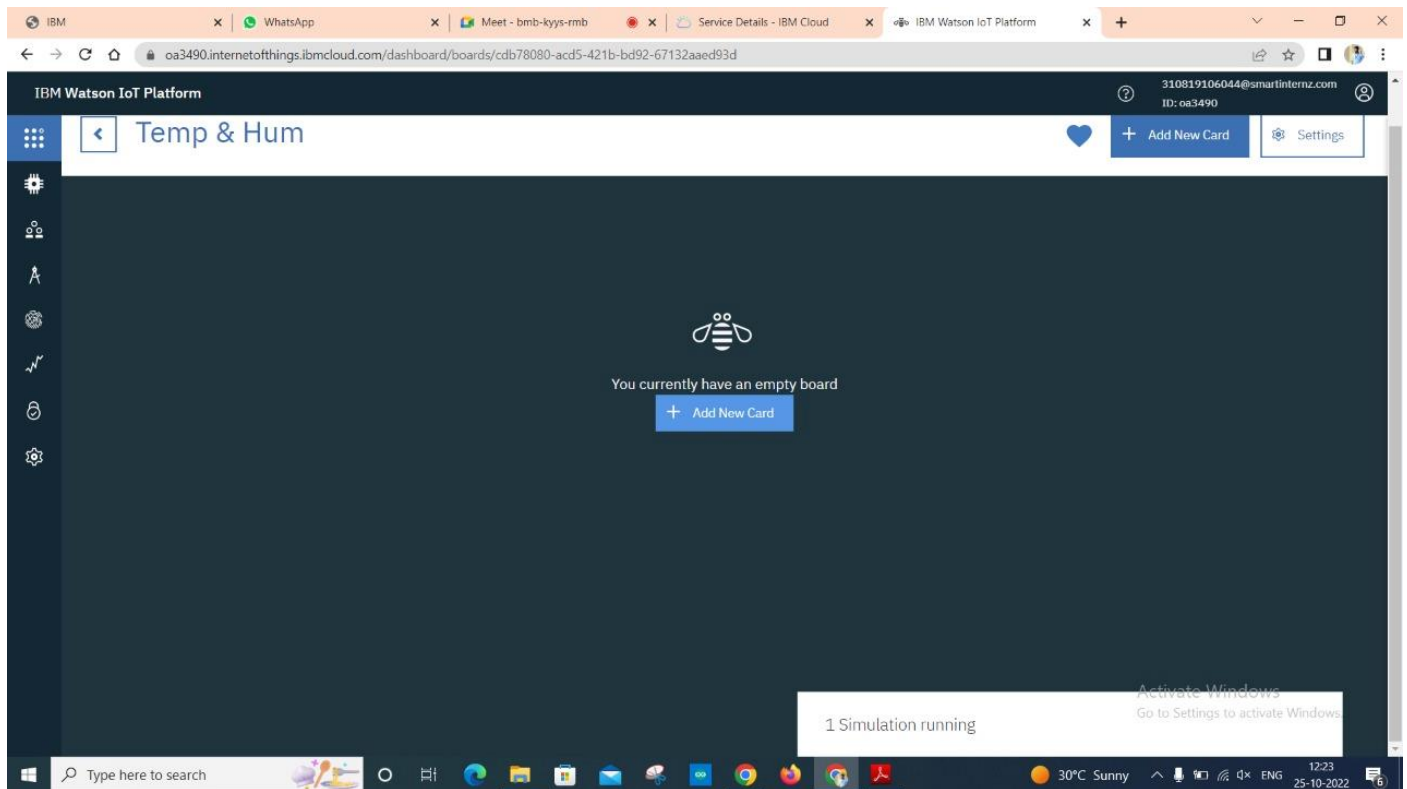 IBM
WhatsApp
Meet - bmb-kyys-rmb
Service Details - IBM Cloud
IBM Watson IoT Platform
oa3490.internetofthings.ibmcloud.com/dashboard/boards/cdb78080-acd5-421b-bd92-67132aaed93d
IBM Watson IoT Platform
310819106044@smartinternz.com
ID: oa3490
Temp & Hum
+ Add New Card
Settings
You currently have an empty board
+ Add New Card
1 Simulation running
Activate Windows
Go to Settings to activate Windows.
Type here to search
30°C Sunny
ENG
12:23
25-10-2022
6